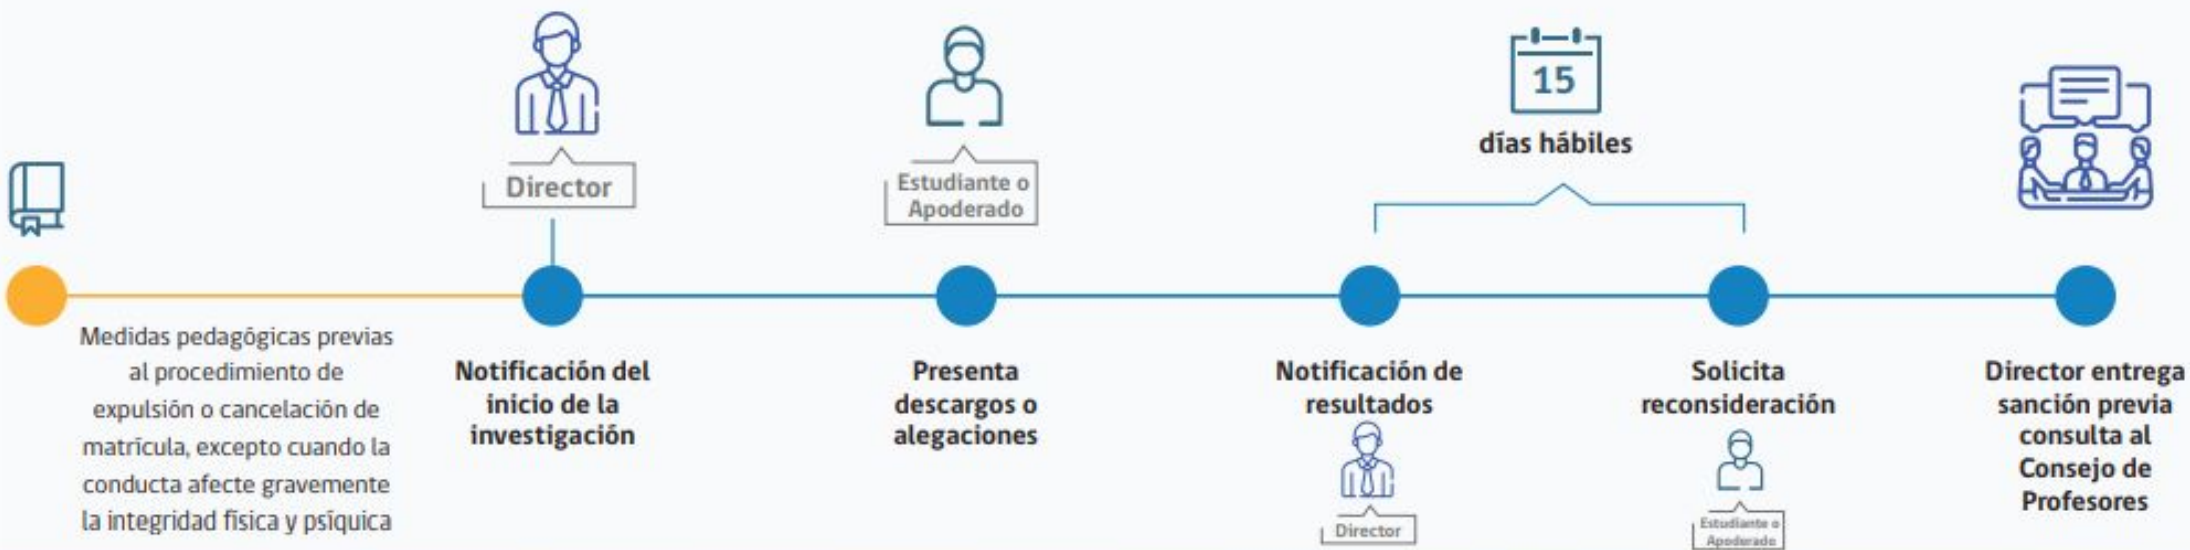 Director
Estudiante o
Apoderado
15
días hábiles
Medidas pedagógicas previas
al procedimiento de
expulsión o cancelación de
matrícula, excepto cuando la
conducta afecte gravemente
la integridad física y psíquica
Notificación del
inicio de la
investigación
Presenta
descargos o
alegaciones
Notificación de
resultados
Director
Solicita
reconsideración
Estudiante o
Apoderado
Director entrega
sanción previa
consulta al
Consejo de
Profesores